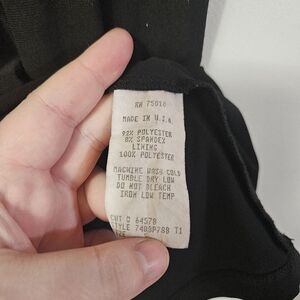 RN 75016
MADE IN U.S.A
92% POLYESTER
8% SPANDEX
LINING
100% POLYESTER
MACHINE WASH COLD
TUMBLE DRY LOW
DO NOT BLEACH
IRON LOW TEMP
CUT O 64578
STYLE 7403P788 T1